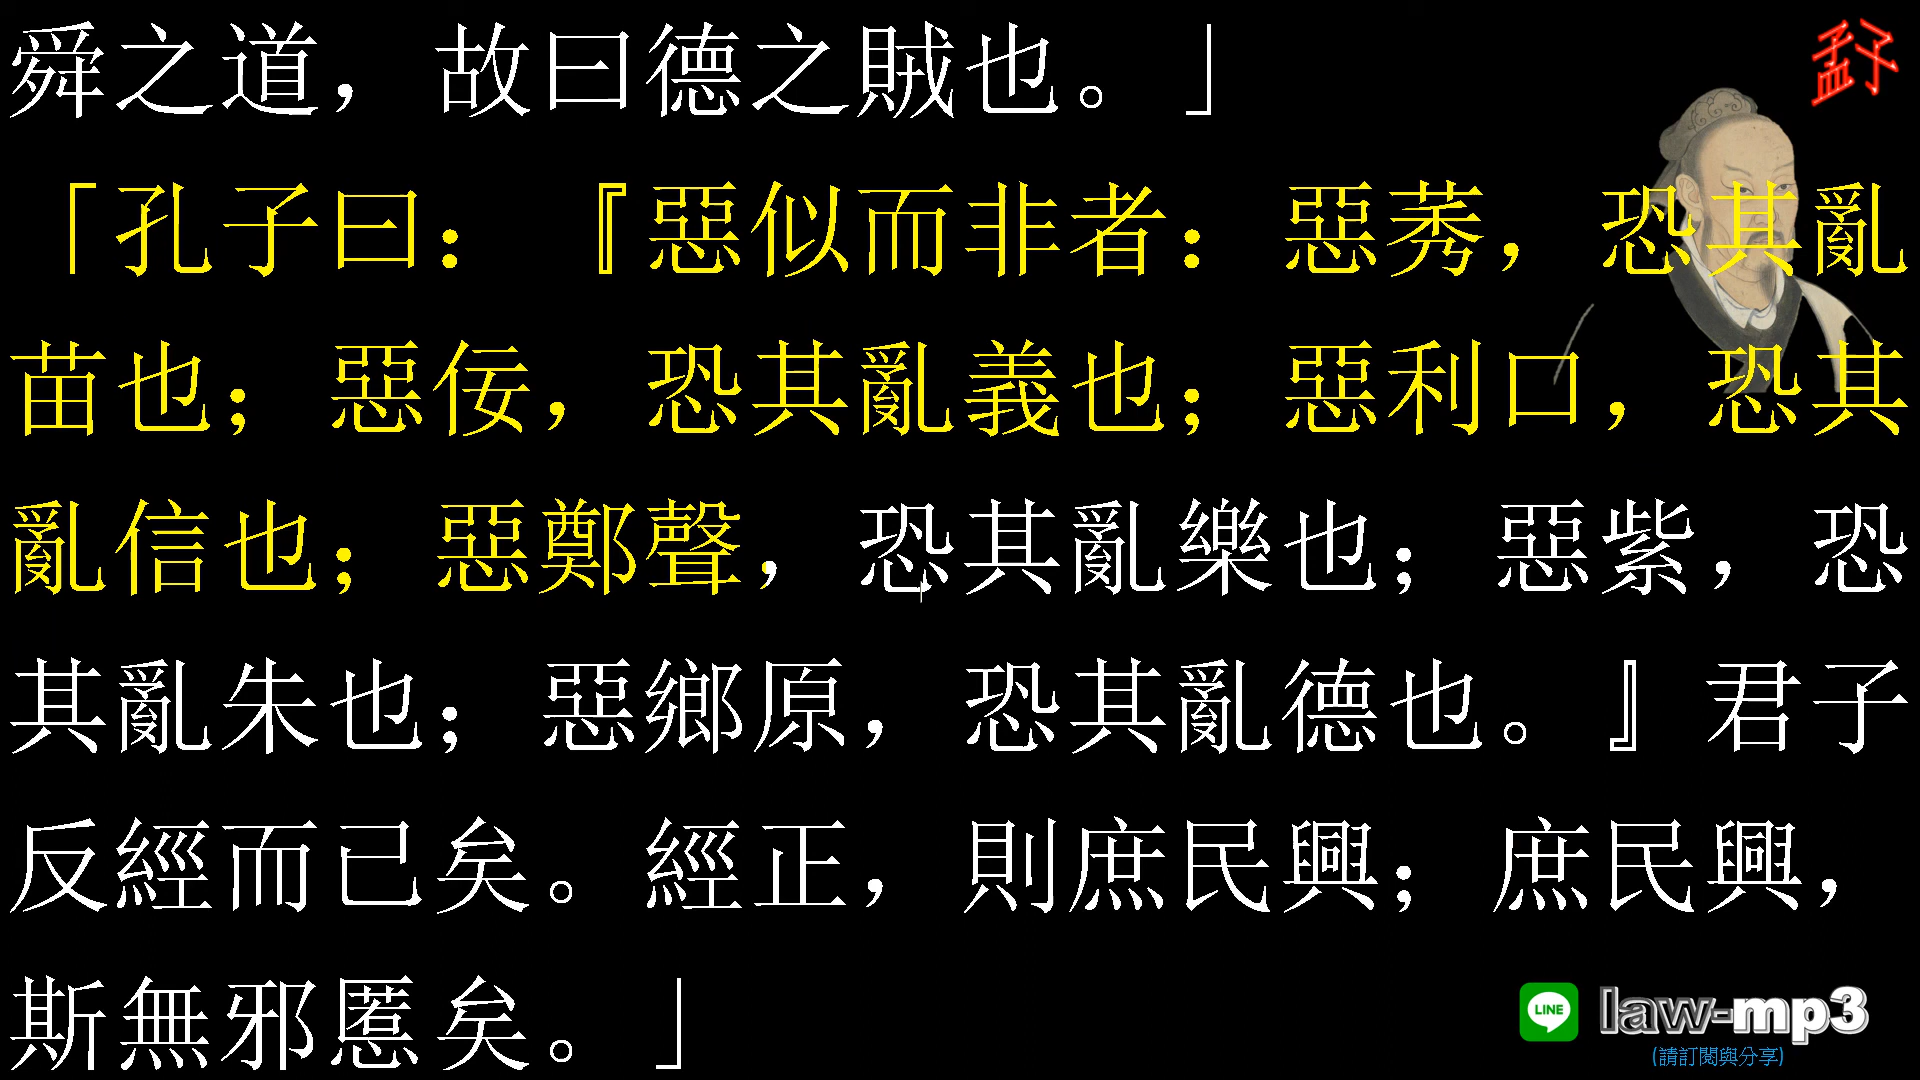 舜之道，故曰德之賊也。」
孟子
「孔子曰：『惡似而非者：惡莠，恐其亂
苗也；惡佞，恐其亂義也；惡利口，恐其
亂信也；惡鄭聲，恐其亂樂也；惡紫，恐
其亂朱也；惡鄉原，恐其亂德也。』君子
反經而已矣。經正，則庶民興；庶民興，
斯無邪慝矣。」
LINE
law-mp3
(請訂閱與分享)